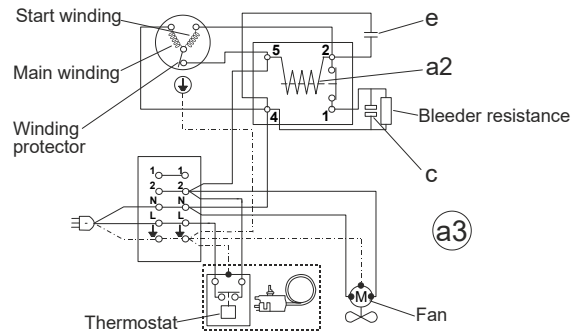 Start winding
e
5 2
a2
Main winding
4 1
Bleeder resistance
Winding
protector
c
1 1
2 2
N N
L L
a3
M
Thermostat
Fan